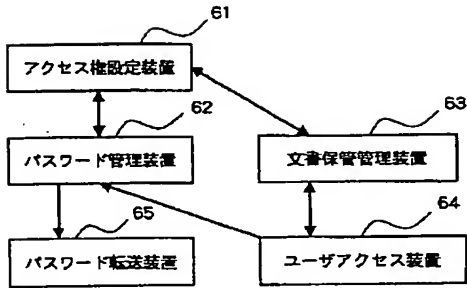 61
アクセス権設定装置
62
63
パスワード管理装置
文書保管管理装置
65
64
パスワード転送装置
ユーザアクセス装置